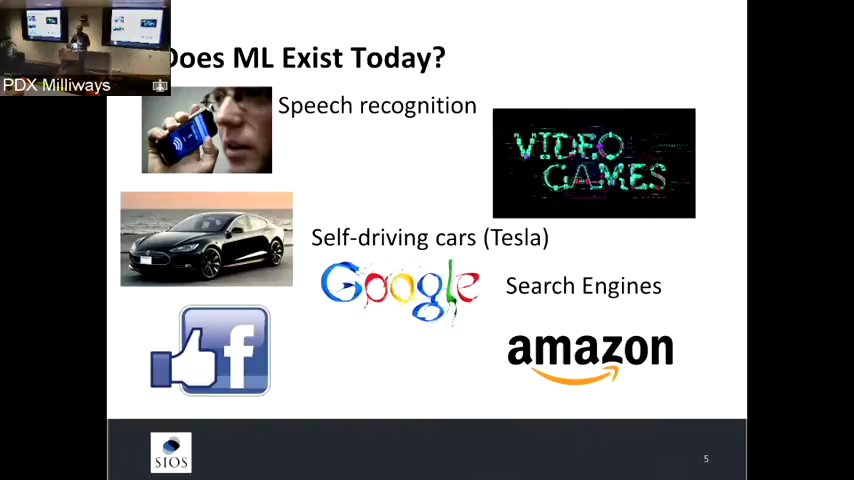 Does ML Exist Today?
PDX Milliways
Speech recognition
VIDEO
GAMES
Self-driving cars (Tesla)
Google
Search Engines
f
amazon
SIOS
5